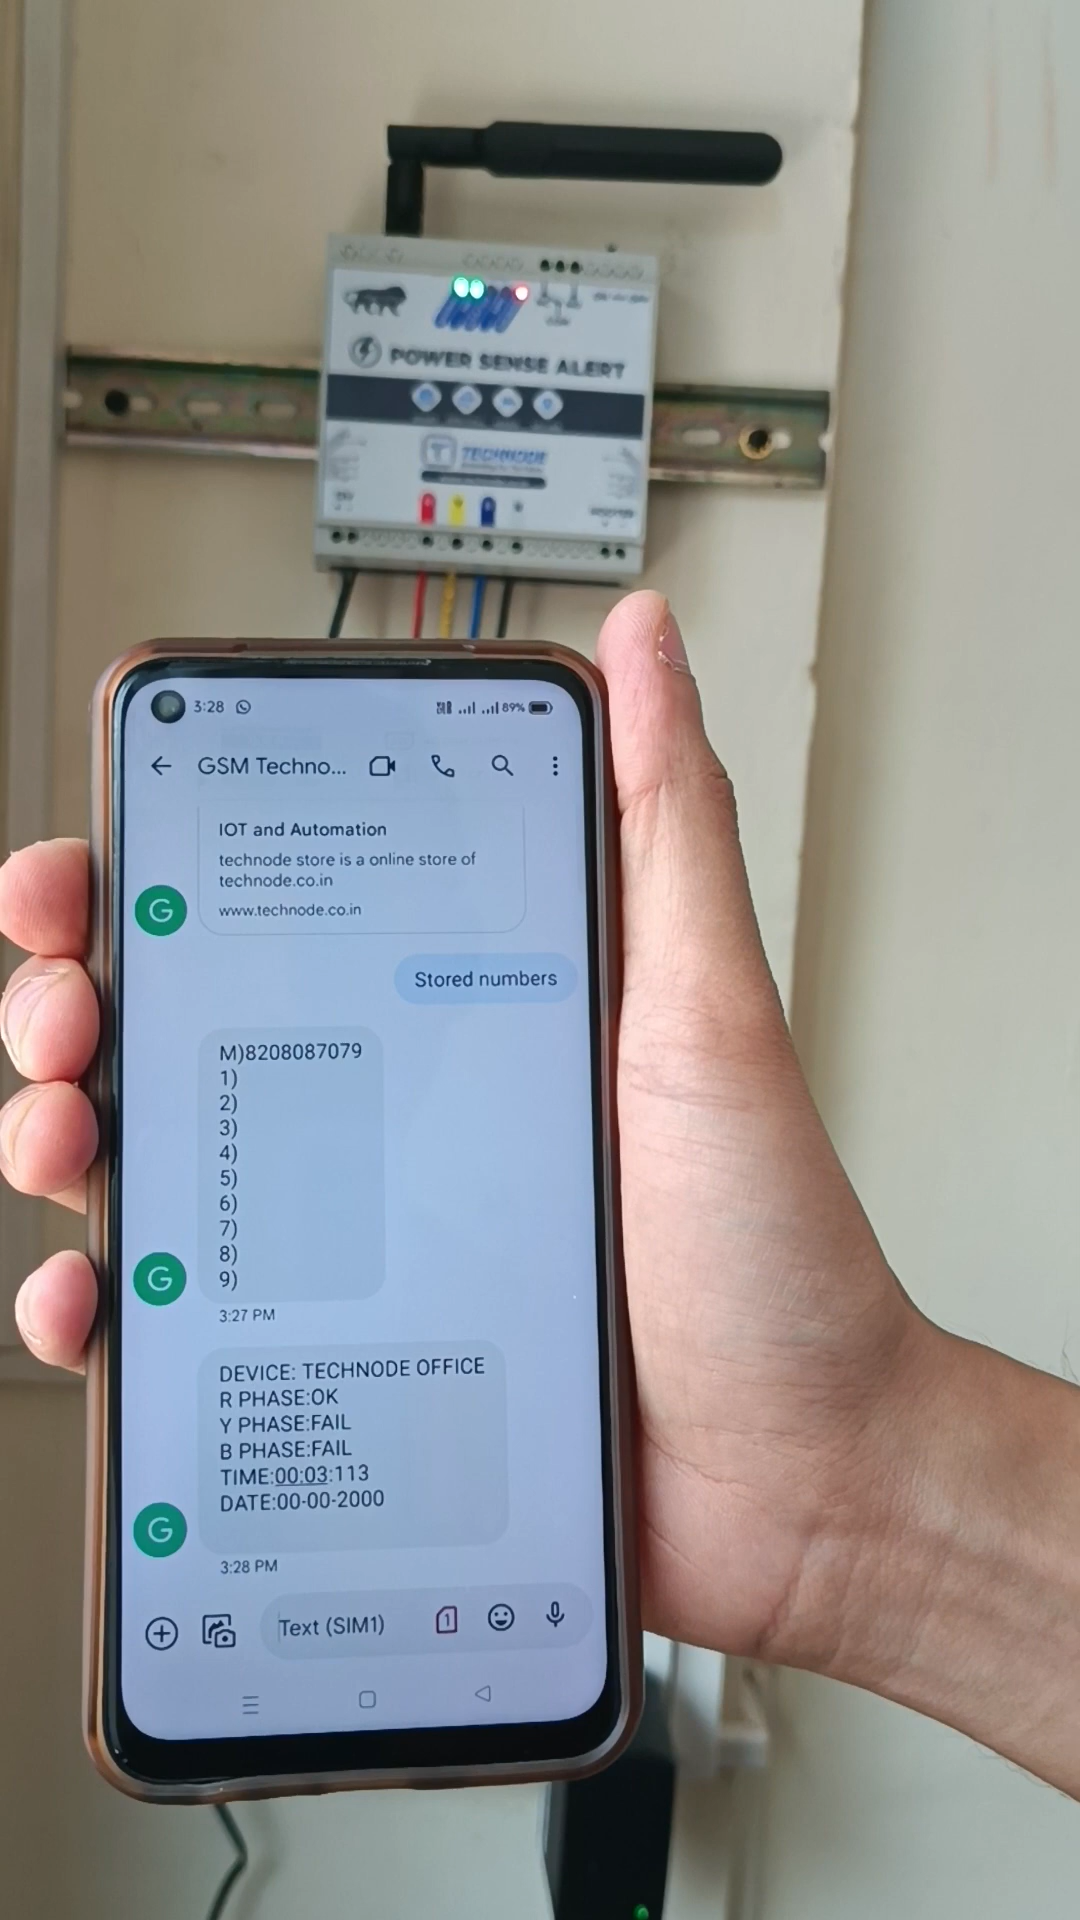 POWER SENSE ALERT
TECHNODE
3:28
89%
GSM Techno...
IOT and Automation
technode store is a online store of
technode.co.in
www.technode.co.in
G
Stored numbers
M)8208087079
1)
2)
3)
4)
5)
6)
7)
8)
9)
G
3:27 PM
DEVICE: TECHNODE OFFICE
R PHASE:OK
Y PHASE:FAIL
B PHASE:FAIL
TIME:00:03:113
DATE:00-00-2000
G
3:28 PM
Text (SIM1)
1